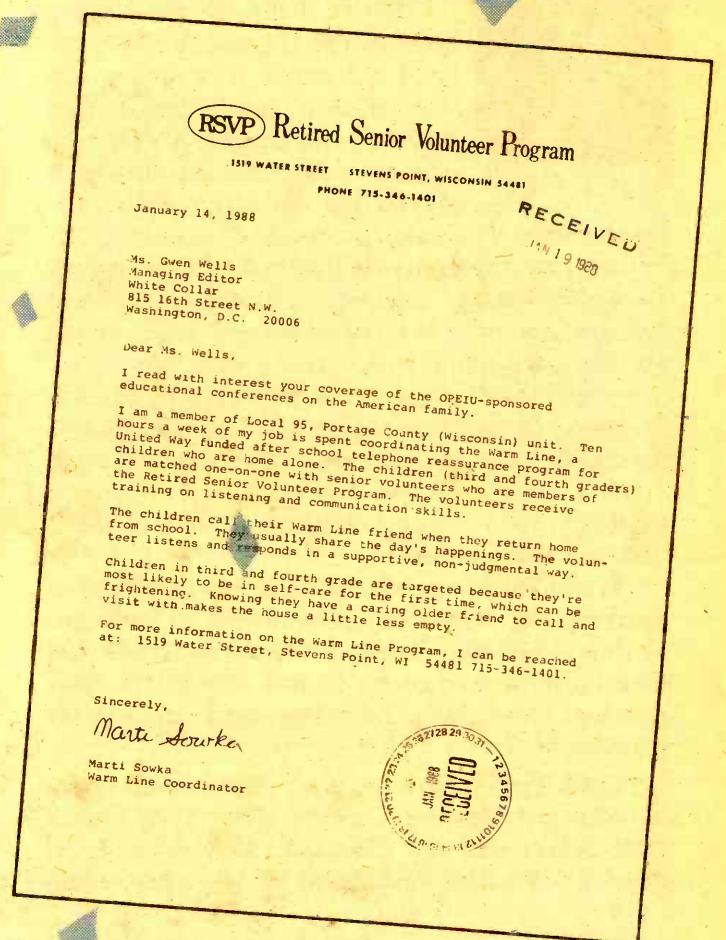 RSVP Retired Senior Volunteer Program
1519 WATER STREET STEVENS POINT, WISCONSIN 54481
PHONE 715-346-1401
RECEIVED
JAN 19 1988
January 14, 1988
Ms. Gwen Wells
Managing Editor
White Collar
815 16th Street N.W.
Washington, D.C. 20006
Dear Ms. Wells,
I read with interest your coverage of the OPEIU-sponsored
educational conferences on the American family.
I am a member of Local 95, Portage County (Wisconsin) unit. Ten
hours a week of my job is spent coordinating the Warm Line, a
United Way funded after school telephone reassurance program for
children who are home alone. The children (third and fourth graders)
are matched one-on-one with senior volunteers who are members of
the Retired Senior Volunteer Program. The volunteers receive
training on listening and communication skills.
The children call their Warm Line friend when they return home
from school. They usually share the day's happenings. The volun-
teer listens and responds in a supportive, non-judgmental way.
Children in third and fourth grade are targeted because they're
most likely to be in self-care for the first time, which can be
frightening. Knowing they have a caring older friend to call and
visit with makes the house a little less empty.
For more information on the Warm Line Program, I can be reached
at: 1519 Water Street, Stevens Point, WI 54481 715-346-1401.
Sincerely,
Marti Sowka
Marti Sowka
Warm Line Coordinator
JAN 1988
RECEIVED